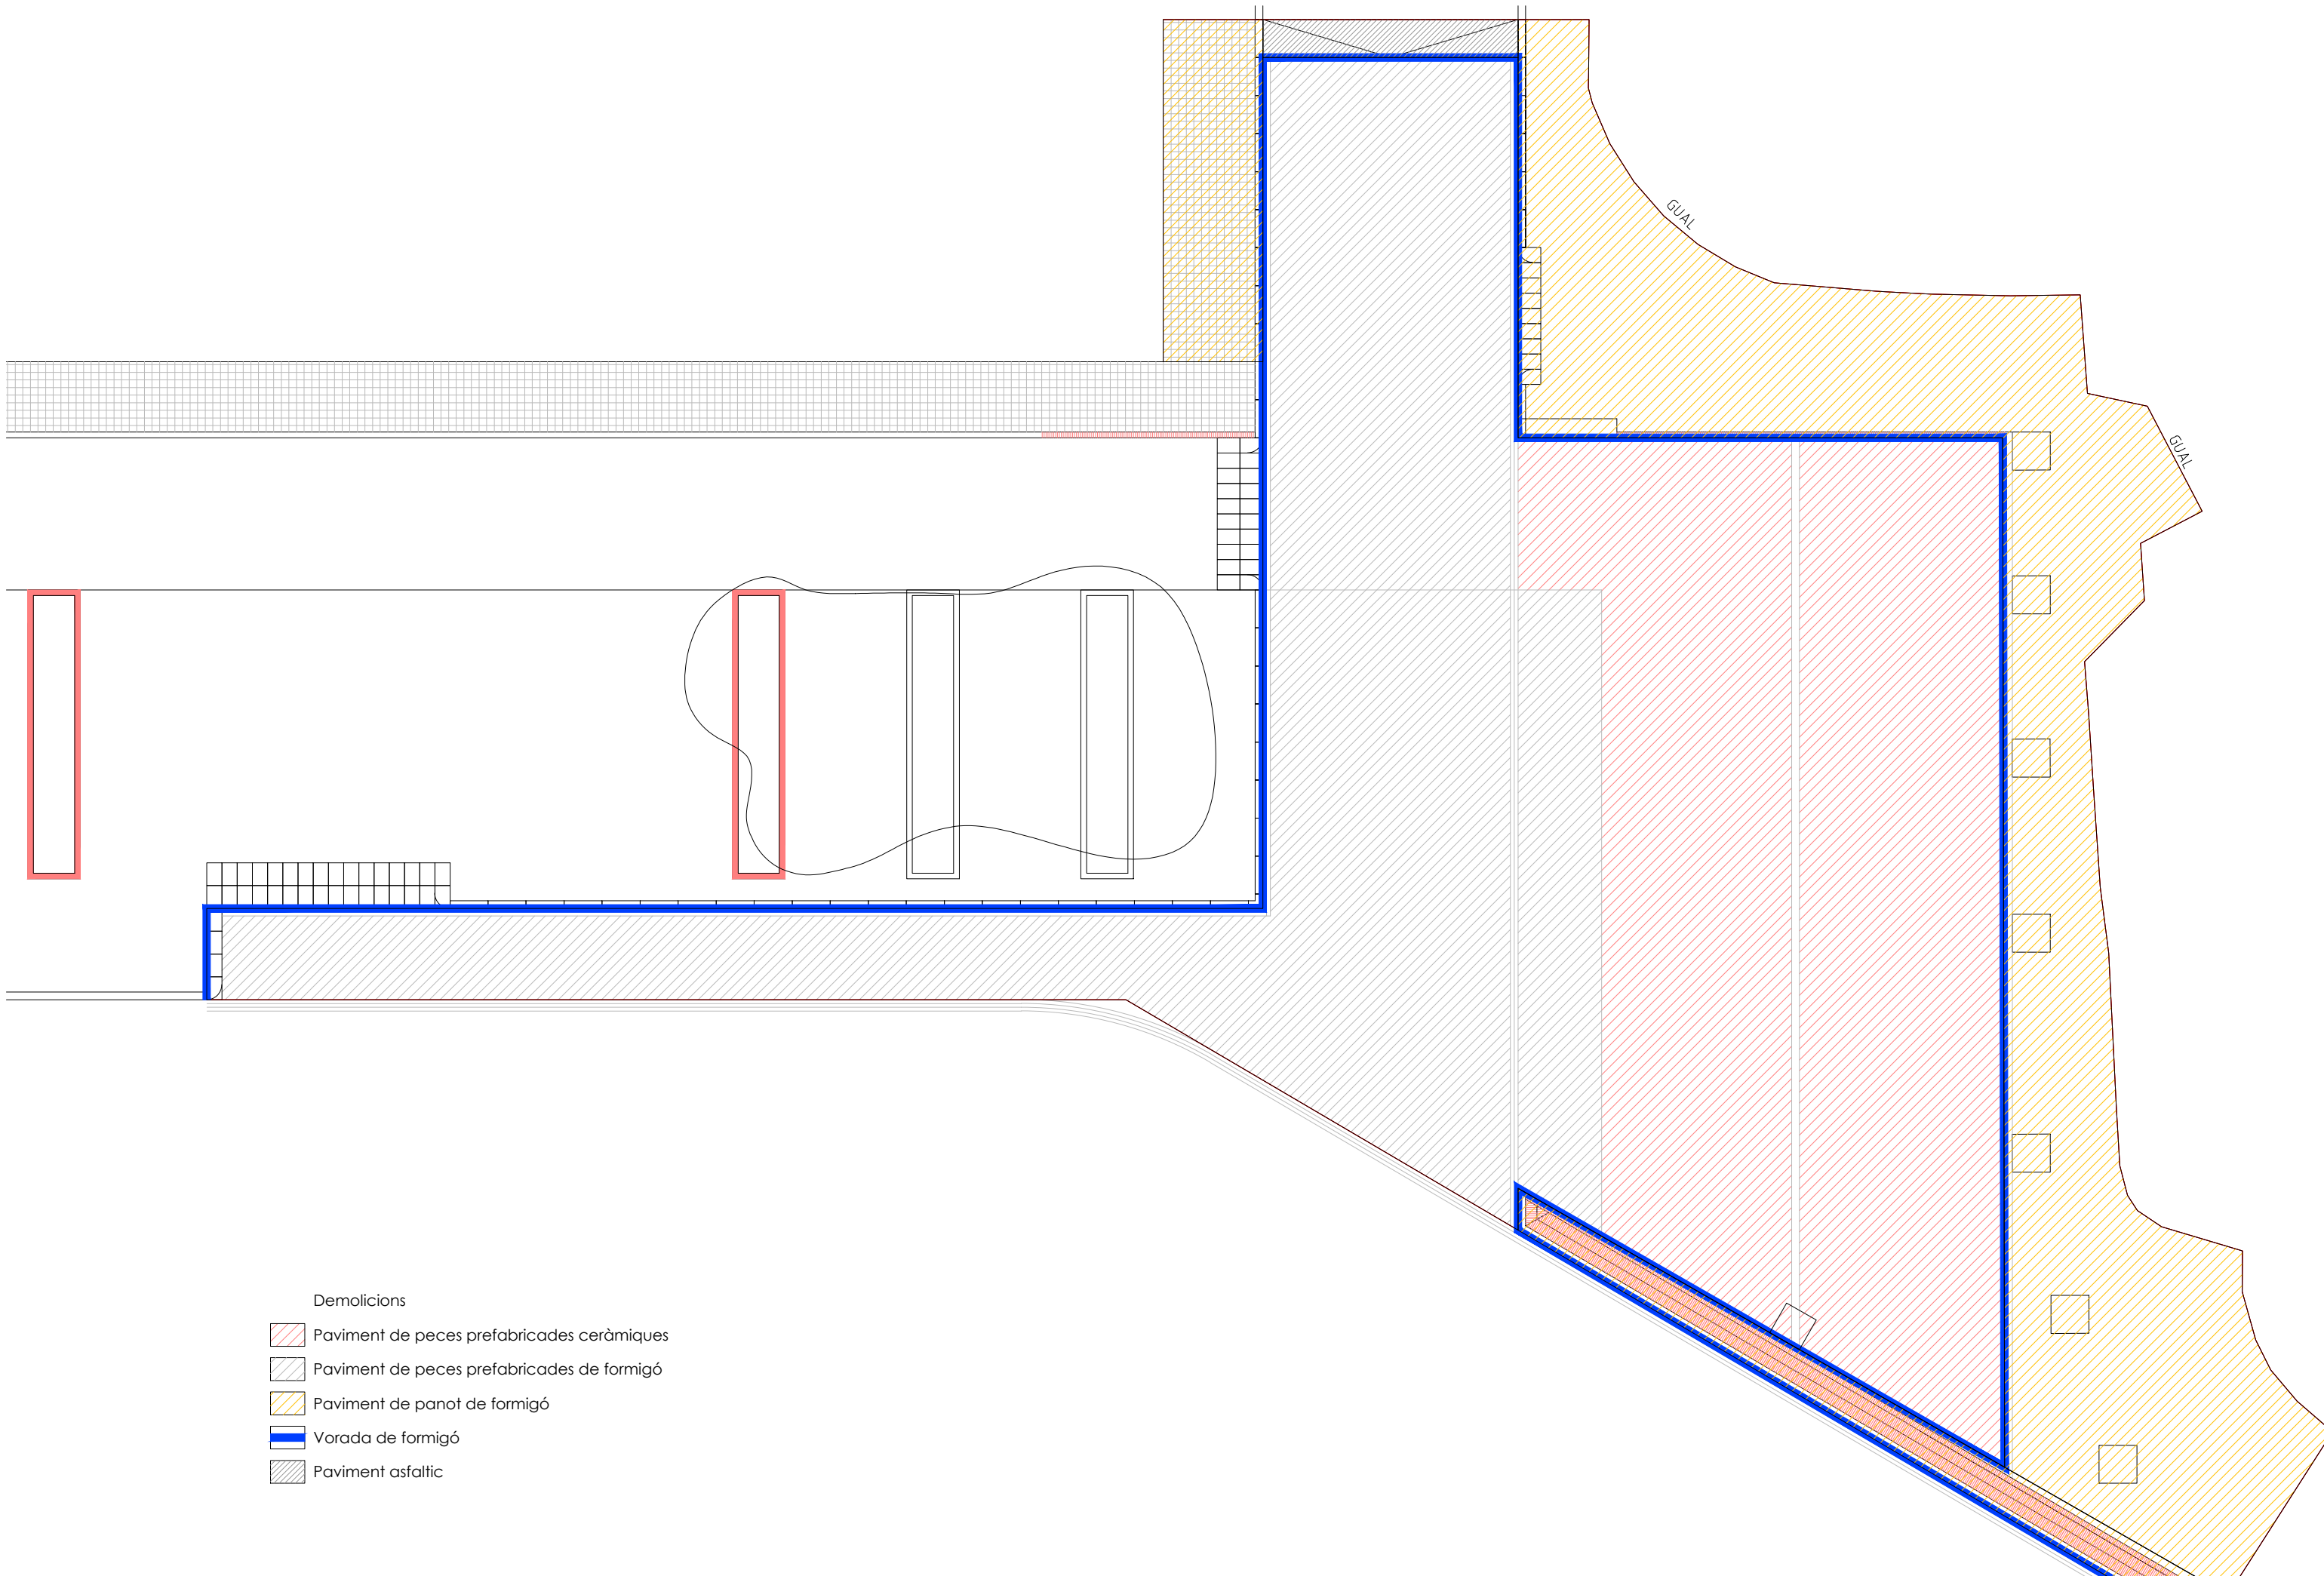 GUAL
GUAL
Demolicions
Paviment de peces prefabricades ceràmiques
Paviment de peces prefabricades de formigó
Paviment de panot de formigó
Vorada de formigó
Paviment asfaltic